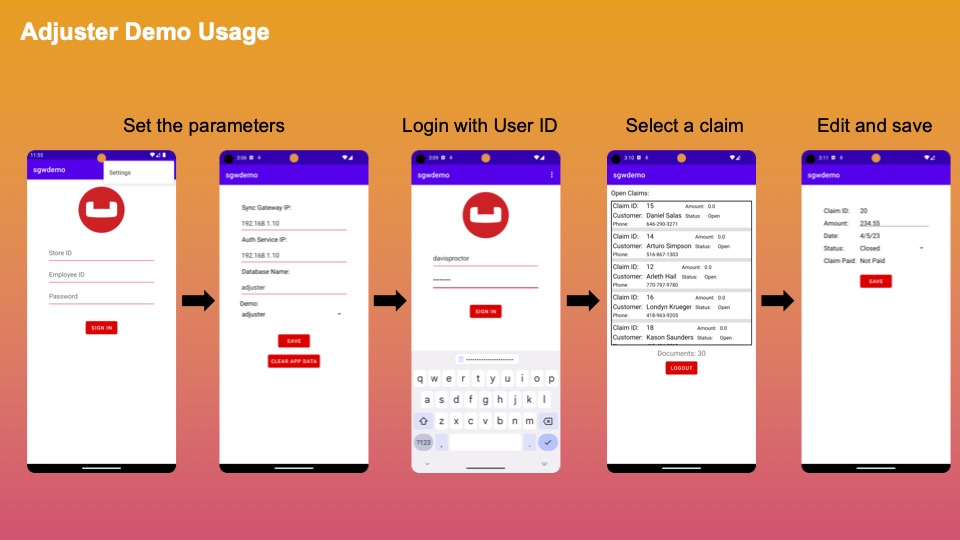 Adjuster Demo Usage
Set the parameters
Login with User ID
Select a claim
Edit and save
11:55
sgwdemo
Settings
Store ID
Employee ID
Password
SIGN IN
3:06
sgwdemo
Sync Gateway IP:
192.168.1.10
Auth Service IP:
192.168.1.10
Database Name:
adjuster
Demo:
adjuster
SAVE
CLEAR APP DATA
3:09
sgwdemo
davisproctor
SIGN IN
q w e r t y u i o p
a s d f g h j k l
z x c v b n m
?123 , .
3:10
sgwdemo
Open Claims:
Claim ID: 15 Amount: 0.0
Customer: Daniel Salas Status: Open
Phone: 646-290-3271
Claim ID: 14 Amount: 0.0
Customer: Arturo Simpson Status: Open
Phone: 516-867-1303
Claim ID: 12 Amount: 0.0
Customer: Arleth Hail Status: Open
Phone: 770-797-9780
Claim ID: 16 Amount: 0.0
Customer: Londyn Krueger Status: Open
Phone: 418-963-9205
Claim ID: 18 Amount: 0.0
Customer: Kason Saunders Status: Open
Documents: 30
LOGOUT
3:11
sgwdemo
Claim ID: 20
Amount: 234.55
Date: 4/5/23
Status: Closed
Claim Paid: Not Paid
SAVE